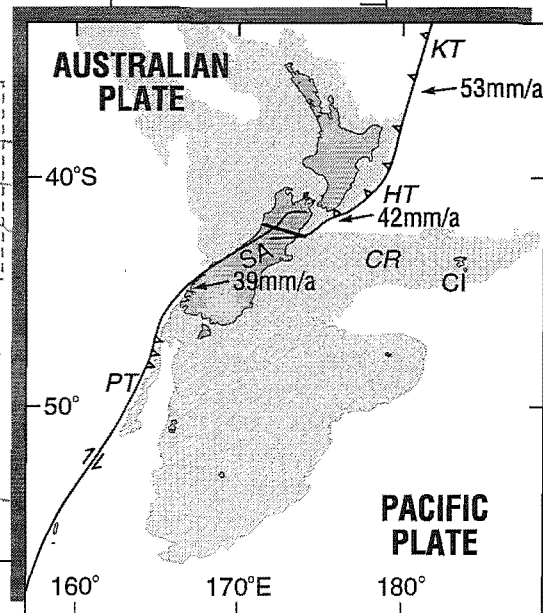 AUSTRALIAN
PLATE
KT
53mm/a
40°S
HT
42mm/a
SA
CR
39mm/a
CI
PT
50°
PACIFIC
PLATE
160°
170°E
180°